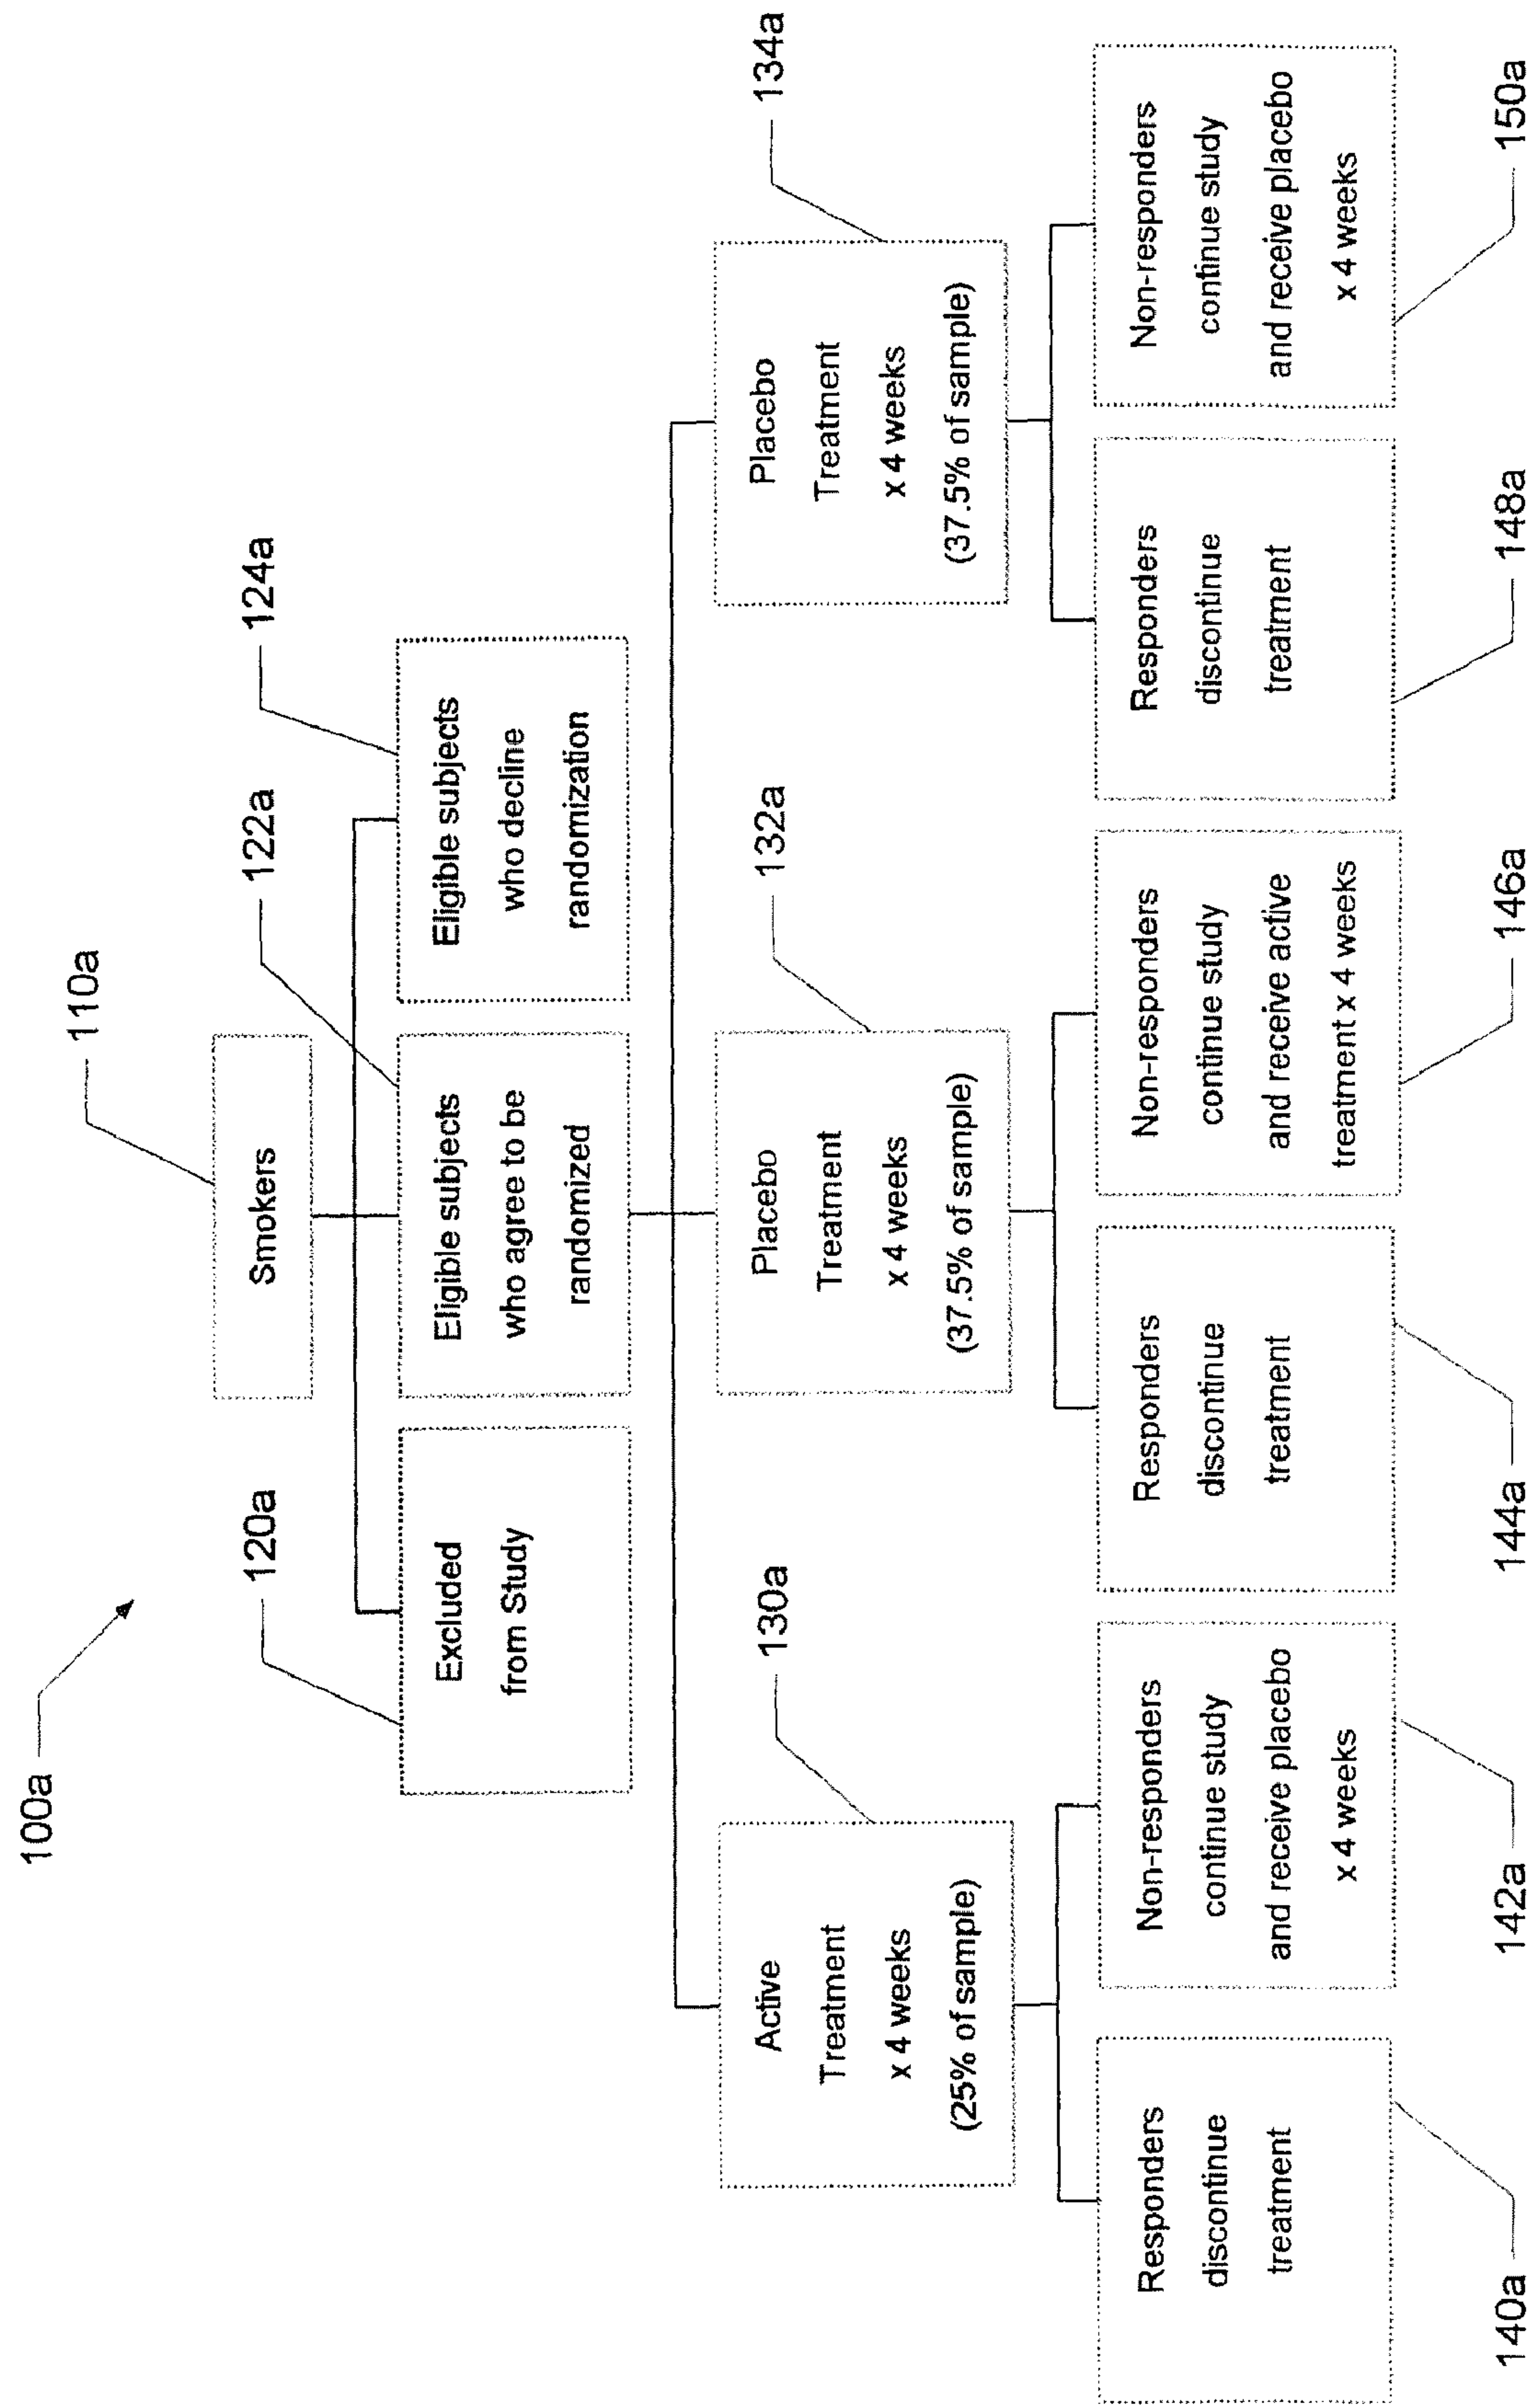 100a
110a
Smokers
120a
122a
124a
Excluded
from Study
Eligible subjects
who agree to be
randomized
Eligible subjects
who decline
randomization
130a
132a
134a
Active
Treatment
x 4 weeks
(25% of sample)
Placebo
Treatment
x 4 weeks
(37.5% of sample)
Placebo
Treatment
x 4 weeks
(37.5% of sample)
Responders
discontinue
treatment
Non-responders
continue study
and receive placebo
x 4 weeks
Responders
discontinue
treatment
Non-responders
continue study
and receive active
treatment x 4 weeks
Responders
discontinue
treatment
Non-responders
continue study
and receive placebo
x 4 weeks
140a
142a
144a
146a
148a
150a